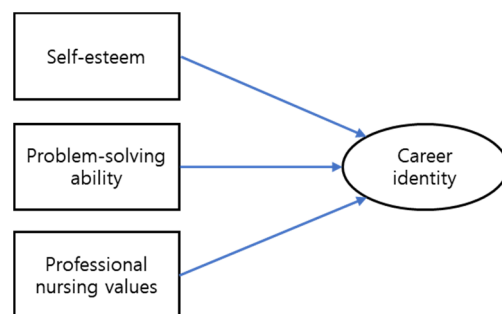 Self-esteem
Problem-solving
ability
Career
identity
Professional
nursing values